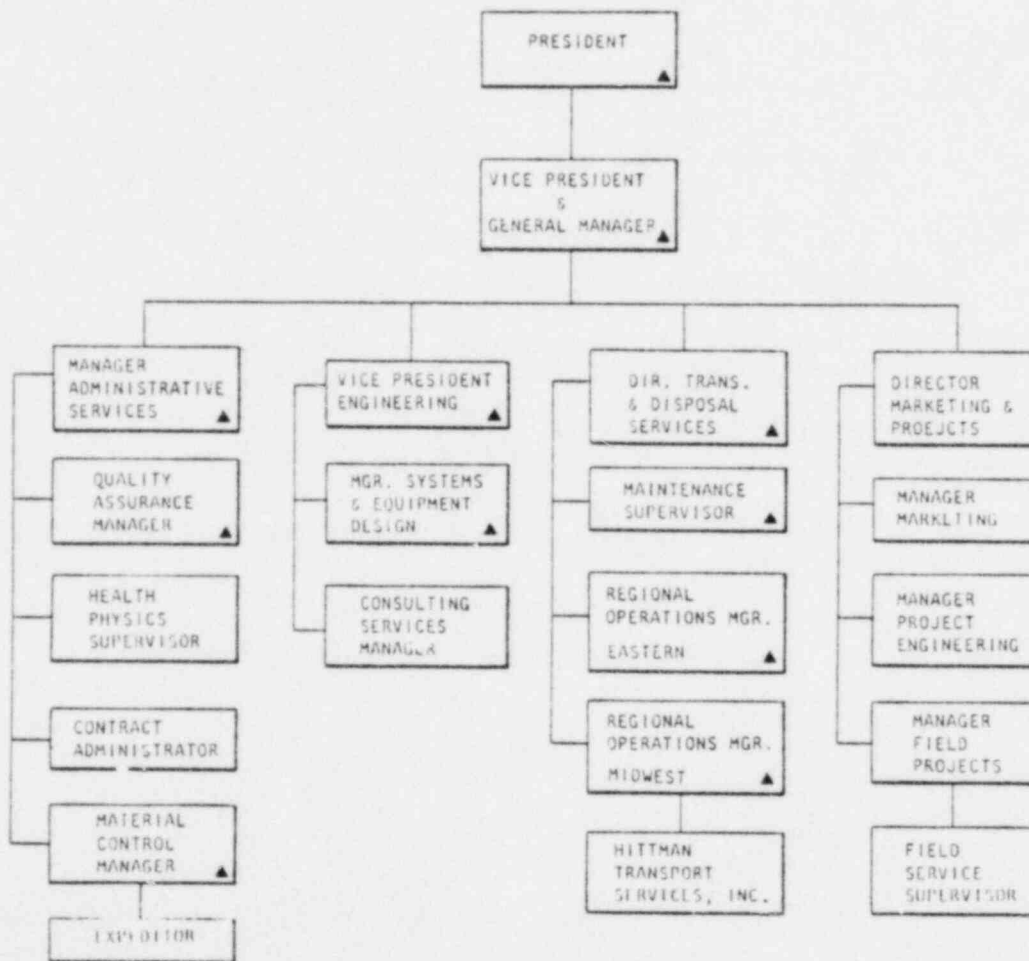 PRESIDENT
VICE PRESIDENT
&
GENERAL MANAGER
MANAGER
ADMINISTRATIVE
SERVICES
VICE PRESIDENT
ENGINEERING
DIR. TRANS.
& DISPOSAL
SERVICES
DIRECTOR
MARKETING &
PROEJCTS
QUALITY
ASSURANCE
MANAGER
MGR. SYSTEMS
& EQUIPMENT
DESIGN
MAINTENANCE
SUPERVISOR
MANAGER
MARKETING
HEALTH
PHYSICS
SUPERVISOR
CONSULTING
SERVICES
MANAGER
REGIONAL
OPERATIONS MGR.
EASTERN
MANAGER
PROJECT
ENGINEERING
CONTRACT
ADMINISTRATOR
REGIONAL
OPERATIONS MGR.
MIDWEST
MANAGER
FIELD
PROJECTS
MATERIAL
CONTROL
MANAGER
HITTMAN
TRANSPORT
SERVICES, INC.
FIELD
SERVICE
SUPERVISOR
EXPEDITOR